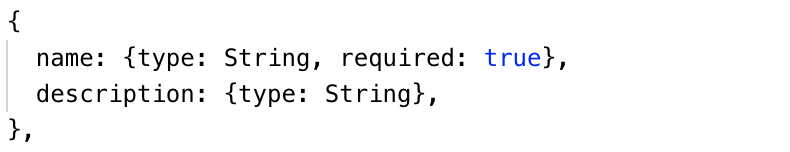 {
  name: {type: String, required: true},
  description: {type: String},
},